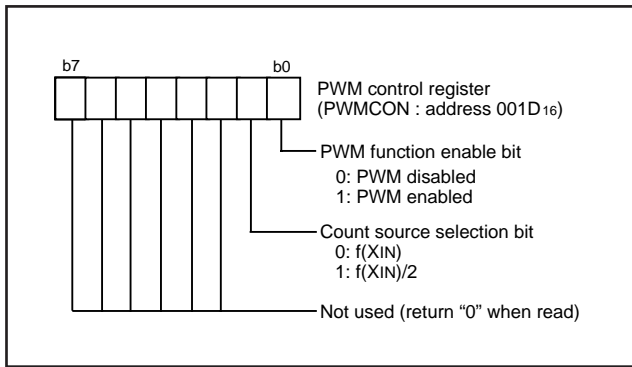 b7
b0
PWM control register
(PWMCON : address 001D16)
PWM function enable bit
0: PWM disabled
1: PWM enabled
Count source selection bit
0: f(XIN)
1: f(XIN)/2
Not used (return “0” when read)